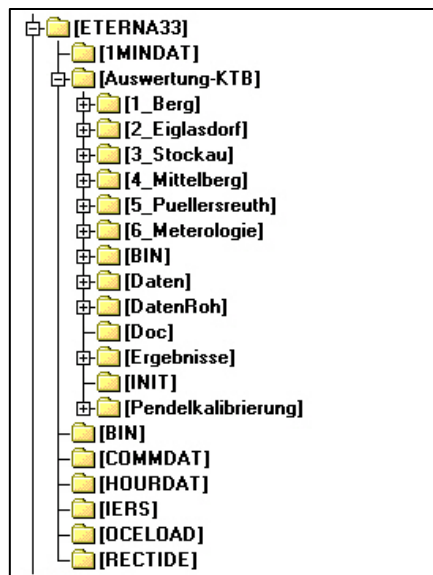 [ETERNA33]
[1MINDAT]
[Auswertung-KTB]
[1_Berg]
[2_Eiglasdorf]
[3_Stockau]
[4_Mittelberg]
[5_Puellersreuth]
[6_Meterologie]
[BIN]
[Daten]
[DatenRoh]
[Doc]
[Ergebnisse]
[INIT]
[Pendelkalibrierung]
[BIN]
[COMMDAT]
[HOURDAT]
[IERS]
[OCELOAD]
[RECTIDE]